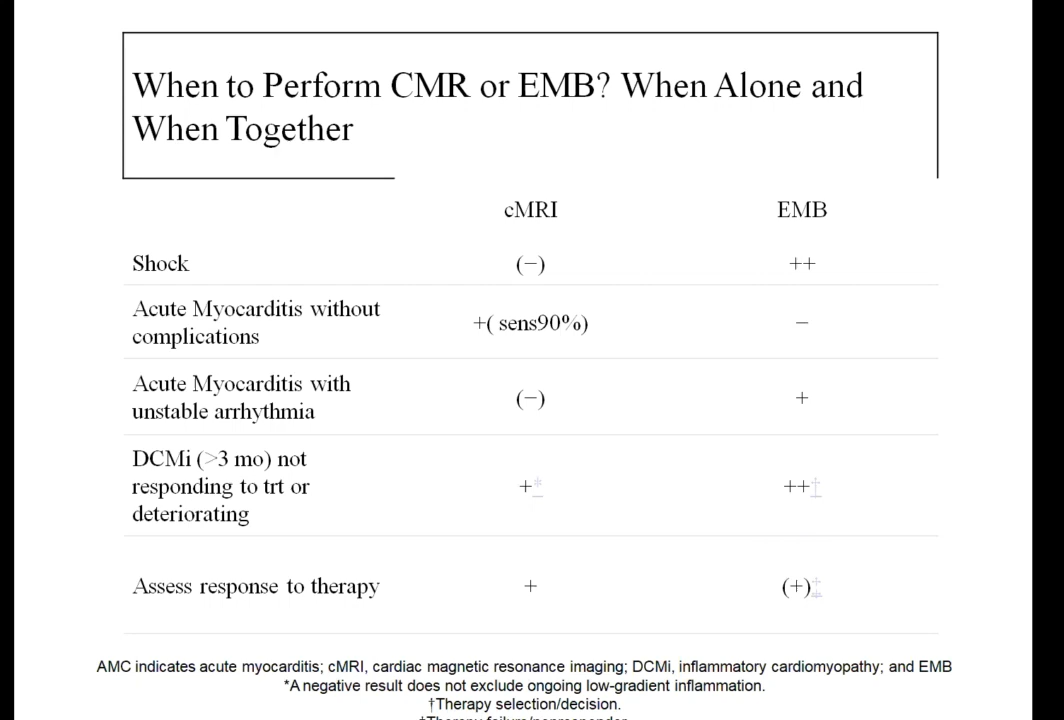 When to Perform CMR or EMB? When Alone and
When Together
cMRI EMB
Shock (−) ++
Acute Myocarditis without
complications +( sens90%) −
Acute Myocarditis with
unstable arrhythmia (−) +
DCMi (>3 mo) not
responding to trt or +* ++†
deteriorating
Assess response to therapy + (+)‡
AMC indicates acute myocarditis; cMRI, cardiac magnetic resonance imaging; DCMi, inflammatory cardiomyopathy; and EMB
*A negative result does not exclude ongoing low-gradient inflammation.
†Therapy selection/decision.
‡Therapy failure/nonresponder.